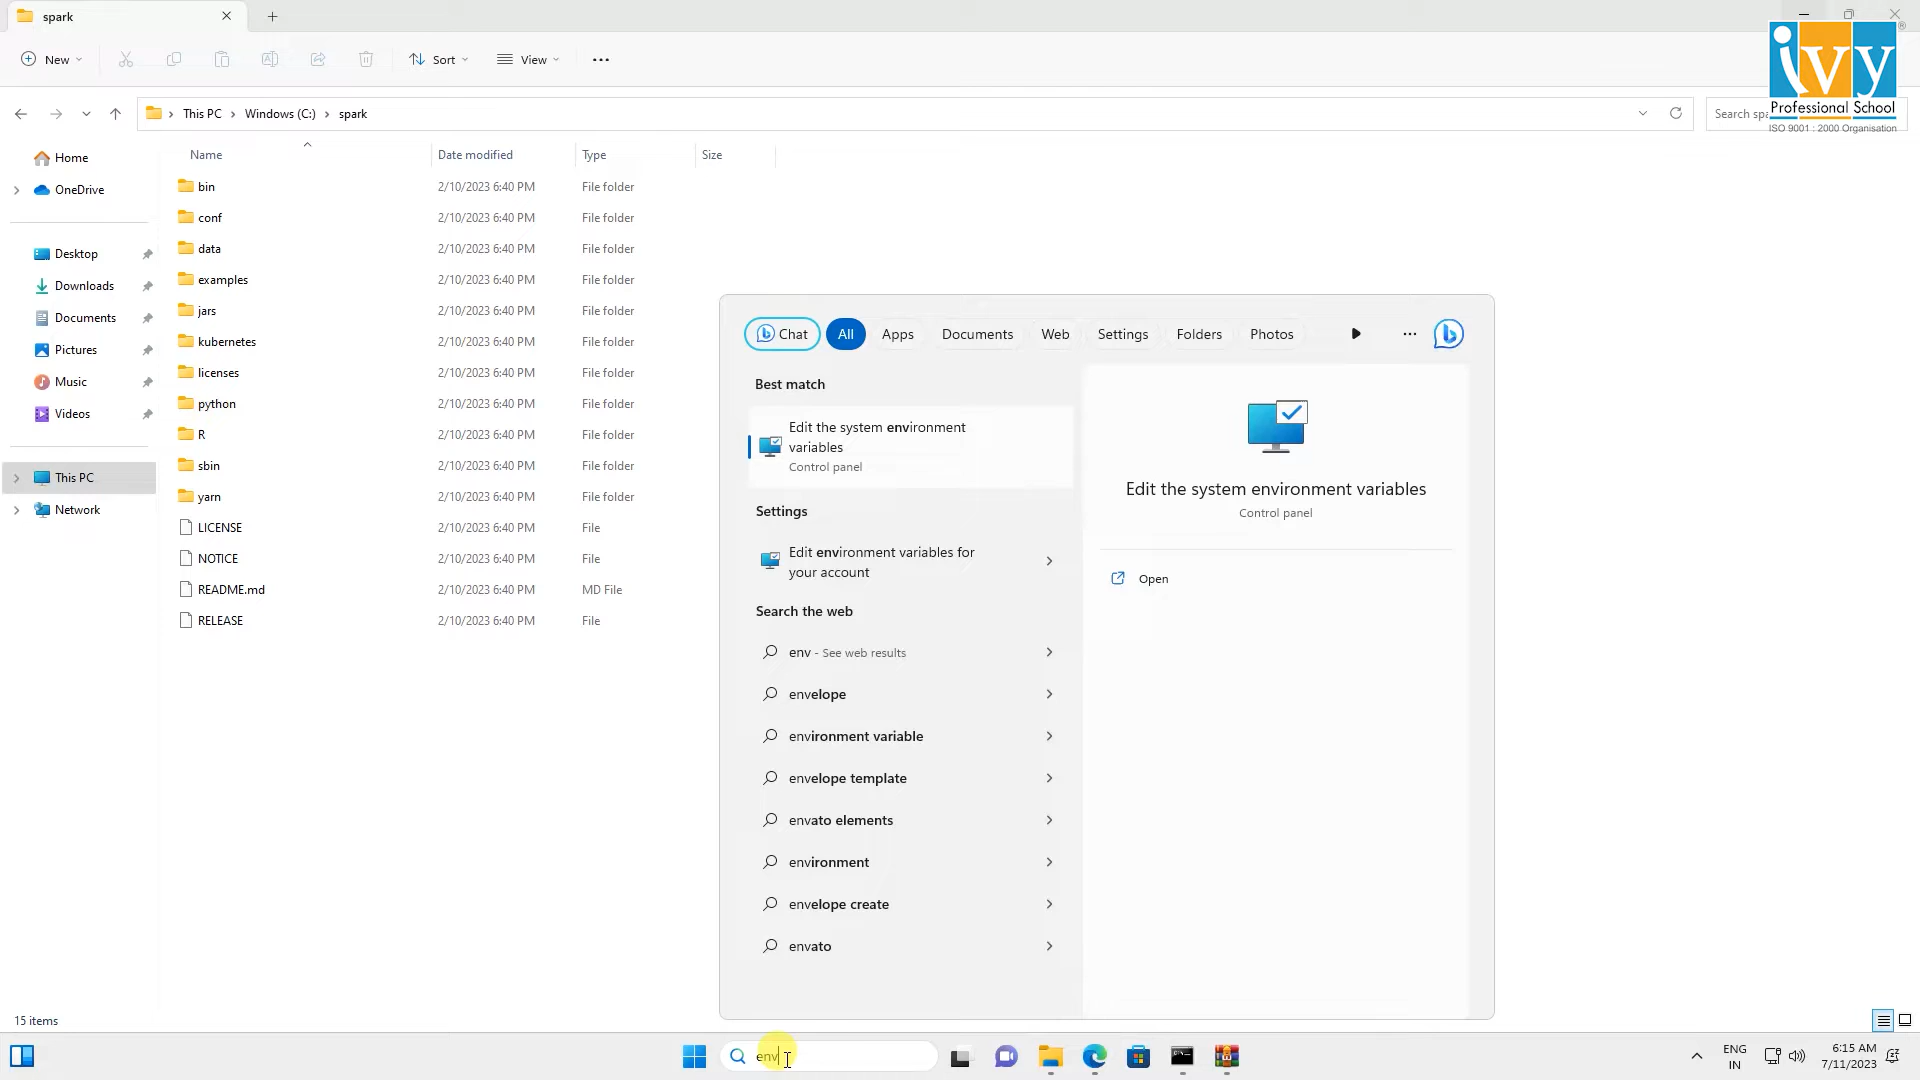 spark
New
Sort
View
ivy
Professional School
ISO 9001 : 2000 Organisation
This PC
Windows (C:)
spark
Search
Home
OneDrive
Desktop
Downloads
Documents
Pictures
Music
Videos
This PC
Network
Name
Date modified
Type
Size
bin 2/10/2023 6:40 PM File folder
conf 2/10/2023 6:40 PM File folder
data 2/10/2023 6:40 PM File folder
examples 2/10/2023 6:40 PM File folder
jars 2/10/2023 6:40 PM File folder
kubernetes 2/10/2023 6:40 PM File folder
licenses 2/10/2023 6:40 PM File folder
python 2/10/2023 6:40 PM File folder
R 2/10/2023 6:40 PM File folder
sbin 2/10/2023 6:40 PM File folder
yarn 2/10/2023 6:40 PM File folder
LICENSE 2/10/2023 6:40 PM File
NOTICE 2/10/2023 6:40 PM File
README.md 2/10/2023 6:40 PM MD File
RELEASE 2/10/2023 6:40 PM File
Chat
All
Apps
Documents
Web
Settings
Folders
Photos
Best match
Edit the system environment
variables
Control panel
Settings
Edit environment variables for
your account
Search the web
env - See web results
envelope
environment variable
envelope template
envato elements
environment
envelope create
envato
Edit the system environment variables
Control panel
Open
15 items
env
ENG
IN
6:15 AM
7/11/2023